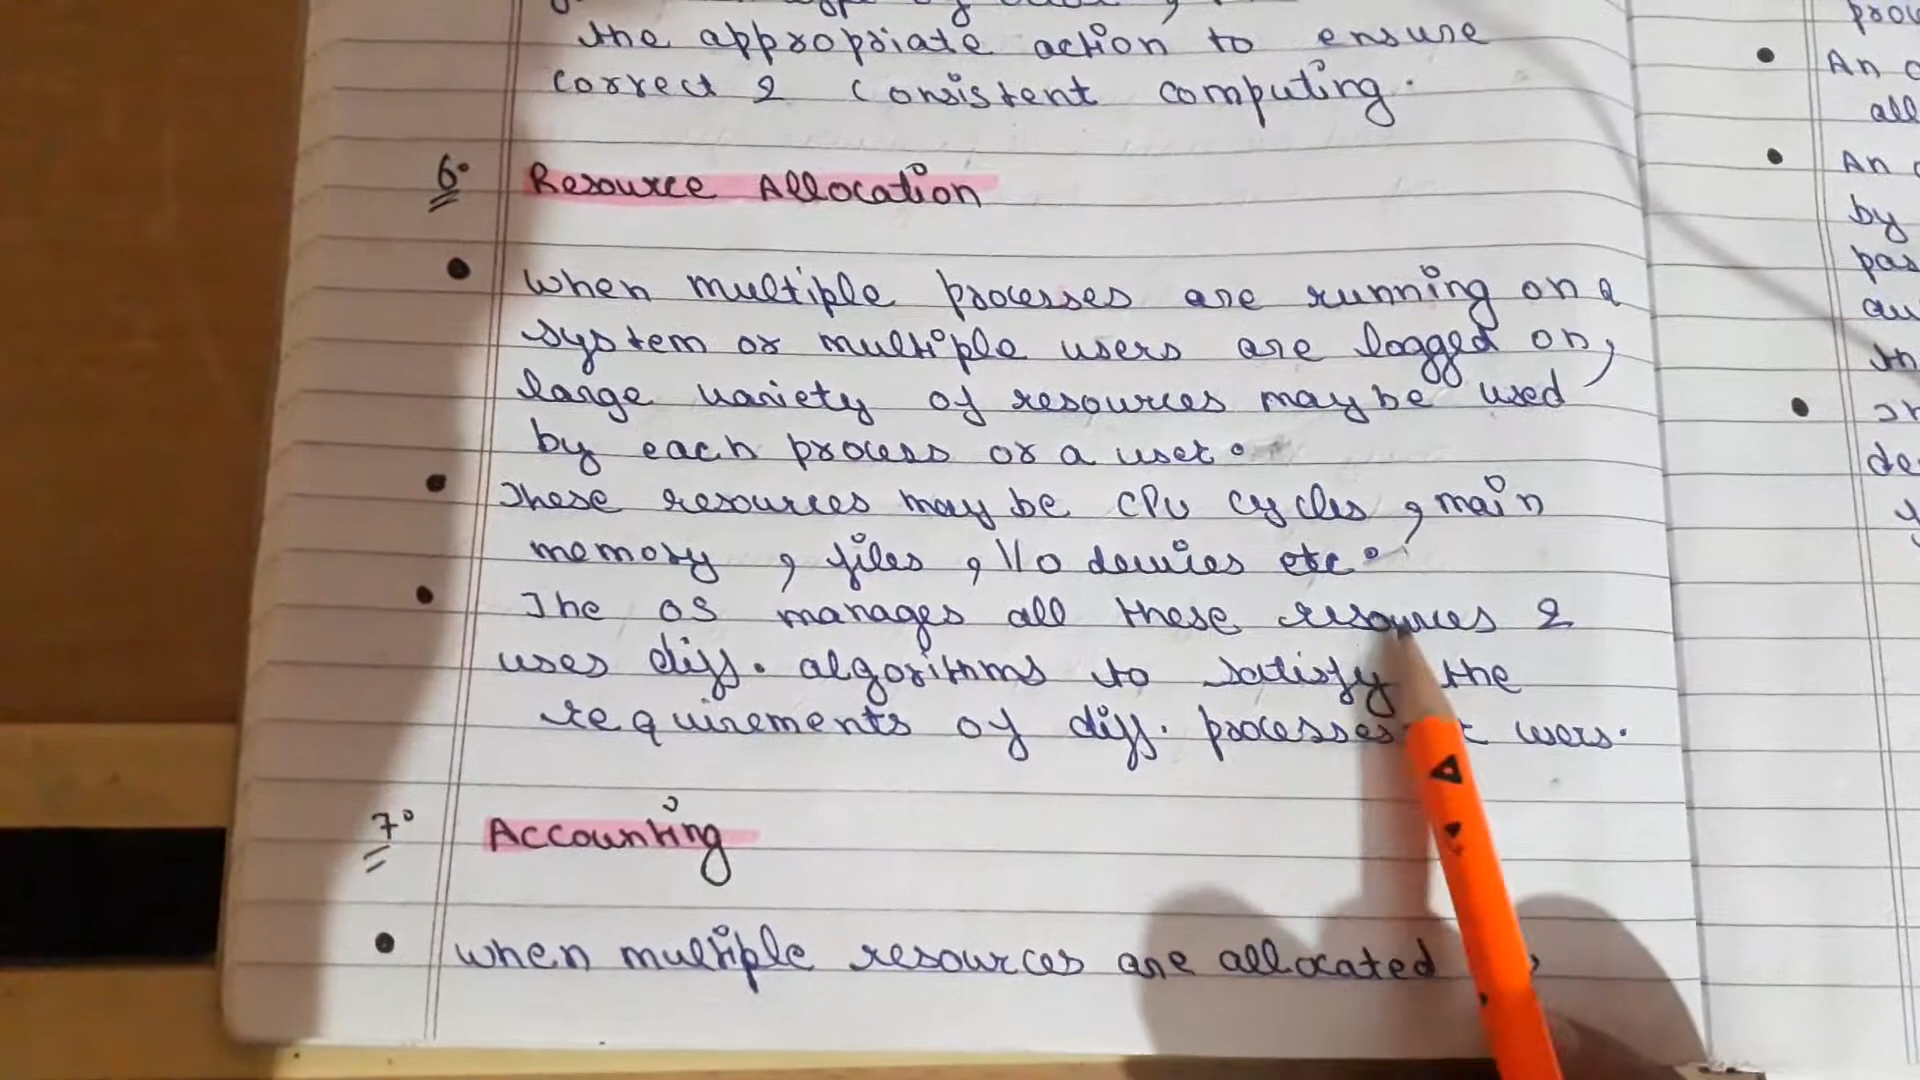 the appropriate action to ensure
correct & consistent computing.
6. Resource Allocation
• When multiple processes are running on a
system or multiple users are logged on,
large variety of resources may be used
by each process or a user.
• These resources may be CPU cycles, main
memory, files, I/O devices etc.
• The OS manages all these resources &
uses diff. algorithms to satisfy the
requirements of diff. processes users.
7. Accounting
• When multiple resources are allocated
• An
all
• An
by
•